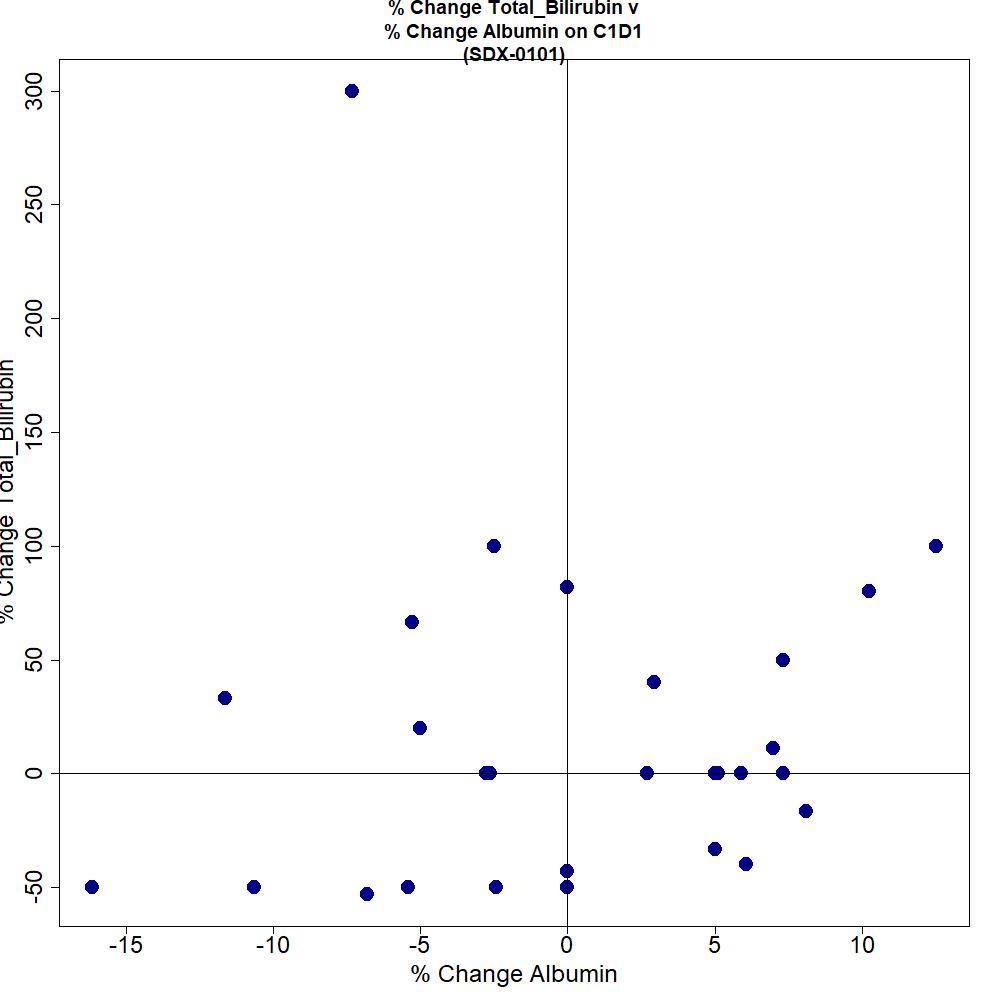 % Change Total_Bilirubin v
% Change Albumin on C1D1
(SDX-0101)
% Change Total_Bilirubin
300
250
200
150
100
50
0
-50
-15
-10
-5
0
5
10
% Change Albumin